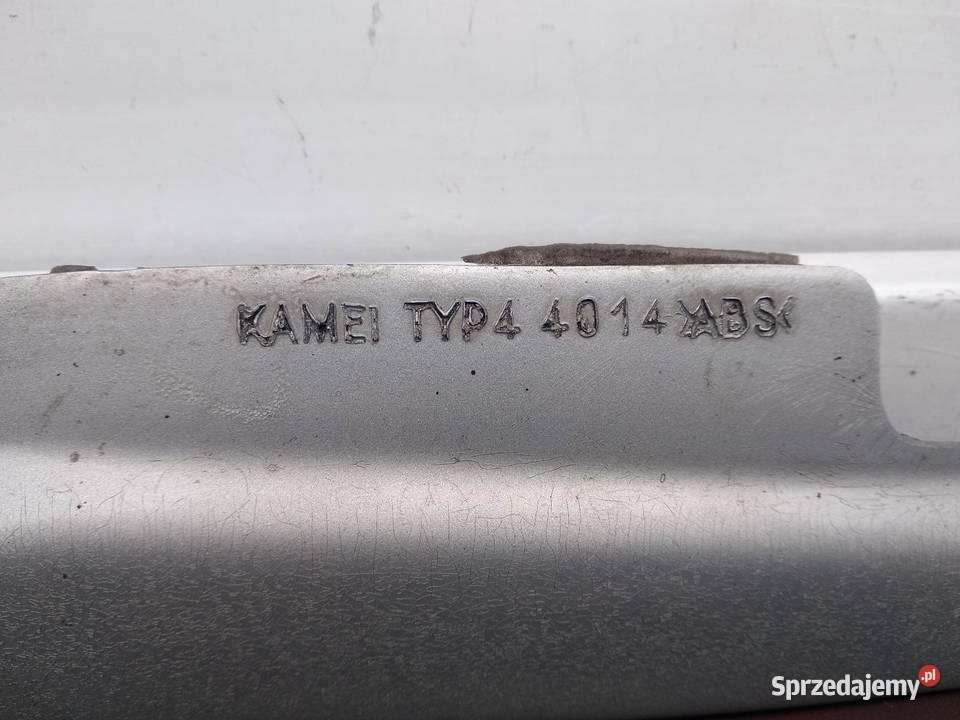 KAMEI TYP4 4014 >ABS<
Sprzedajemy.pl